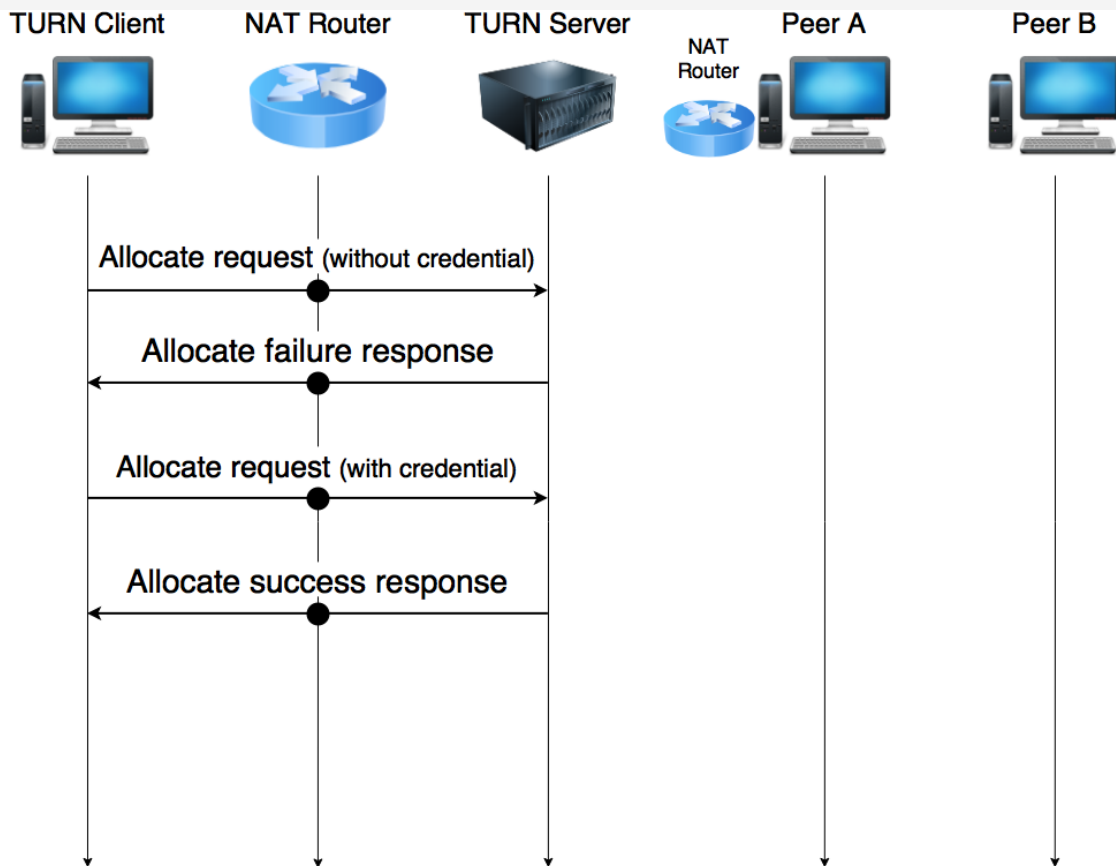 TURN Client
NAT Router
TURN Server
NAT
Router
Peer A
Peer B
Allocate request (without credential)
Allocate failure response
Allocate request (with credential)
Allocate success response